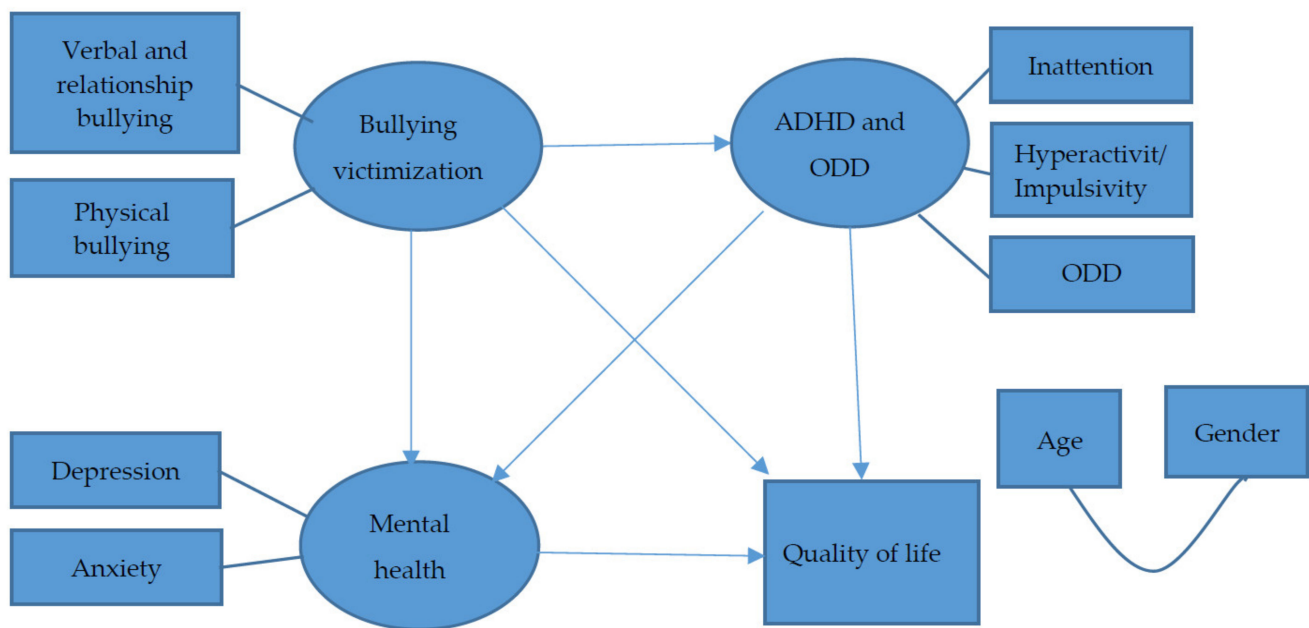 Verbal and
relationship
bullying
Physical
bullying
Bullying
victimization
ADHD and
ODD
Inattention
Hyperactivit/
Impulsivity
ODD
Depression
Anxiety
Mental
health
Quality of life
Age
Gender